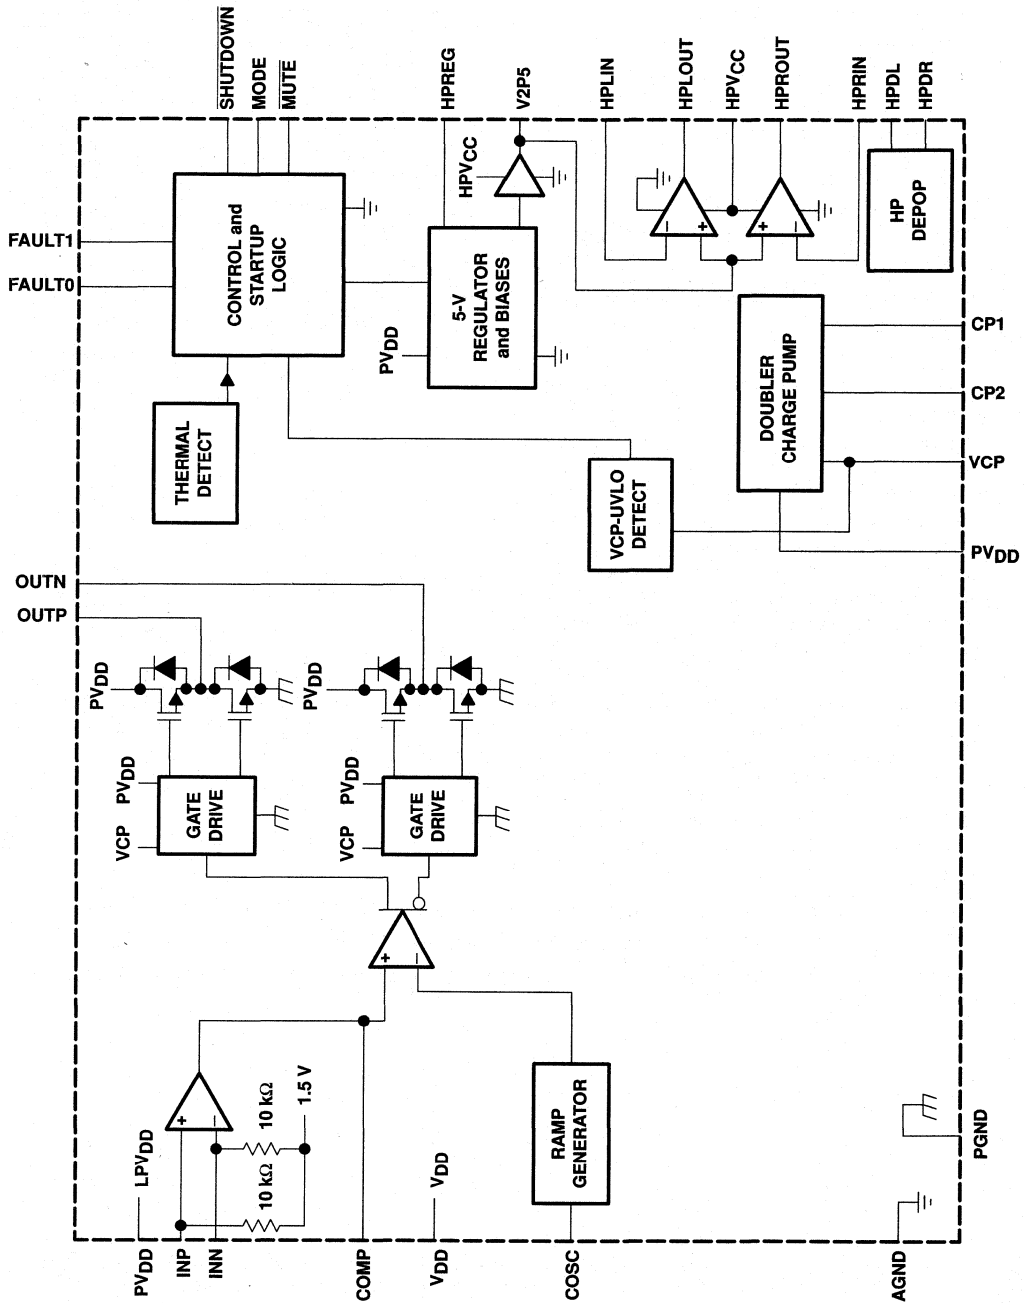 SHUTDOWN
MODE
MUTE
HPREG
V2P5
HPLIN
HPLOUT
HPVCC
HPROUT
HPRIN
HPDL
HPDR
FAULT1
FAULT0
CONTROL and
STARTUP
LOGIC
HPVCC
5-V
REGULATOR
and BIASES
PVDD
HP
DEPOP
− + + −
THERMAL
DETECT
DOUBLER
CHARGE PUMP
CP1
CP2
VCP
PVDD
VCP-UVLO
DETECT
OUTN
OUTP
PVDD
PVDD
PVDD
VCP
GATE
DRIVE
PVDD
VCP
GATE
DRIVE
+ −
+ −
10 kΩ
10 kΩ
1.5 V
LPVDD
VDD
RAMP
GENERATOR
PVDD
INP
INN
COMP
VDD
COSC
AGND
PGND